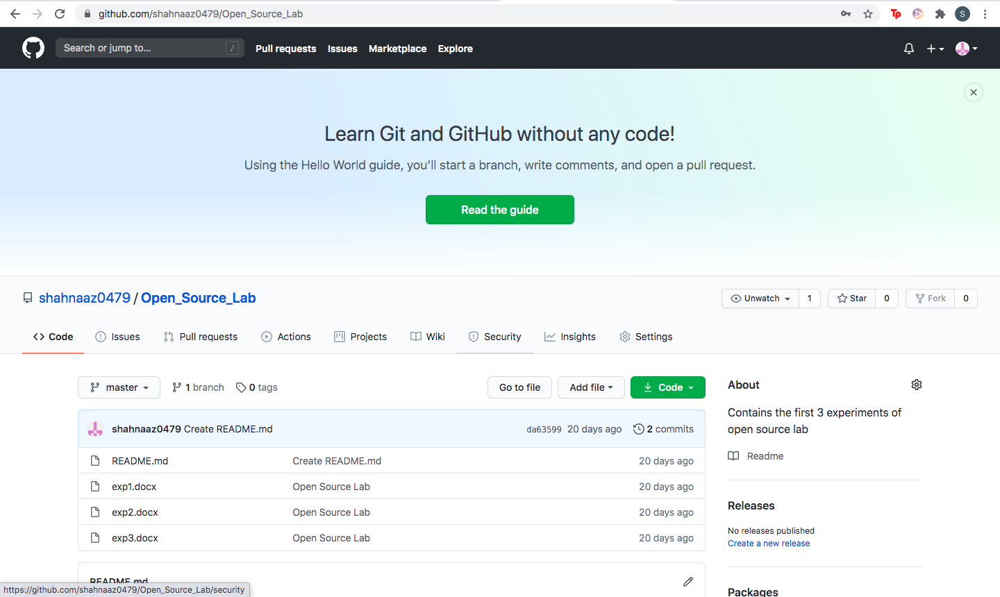 github.com/shahnaaz0479/Open_Source_Lab
Tp
S
Search or jump to... /
Pull requests Issues Marketplace Explore
Learn Git and GitHub without any code!
Using the Hello World guide, you’ll start a branch, write comments, and open a pull request.
Read the guide
shahnaaz0479 / Open_Source_Lab
Unwatch 1 Star 0 Fork 0
Code Issues Pull requests Actions Projects Wiki Security Insights Settings
master 1 branch 0 tags Go to file Add file Code
shahnaaz0479 Create README.md da63599 20 days ago 2 commits
README.md Create README.md 20 days ago
exp1.docx Open Source Lab 20 days ago
exp2.docx Open Source Lab 20 days ago
exp3.docx Open Source Lab 20 days ago
README.md
About
Contains the first 3 experiments of
open source lab
Readme
Releases
No releases published
Create a new release
Packages
https://github.com/shahnaaz0479/Open_Source_Lab/security